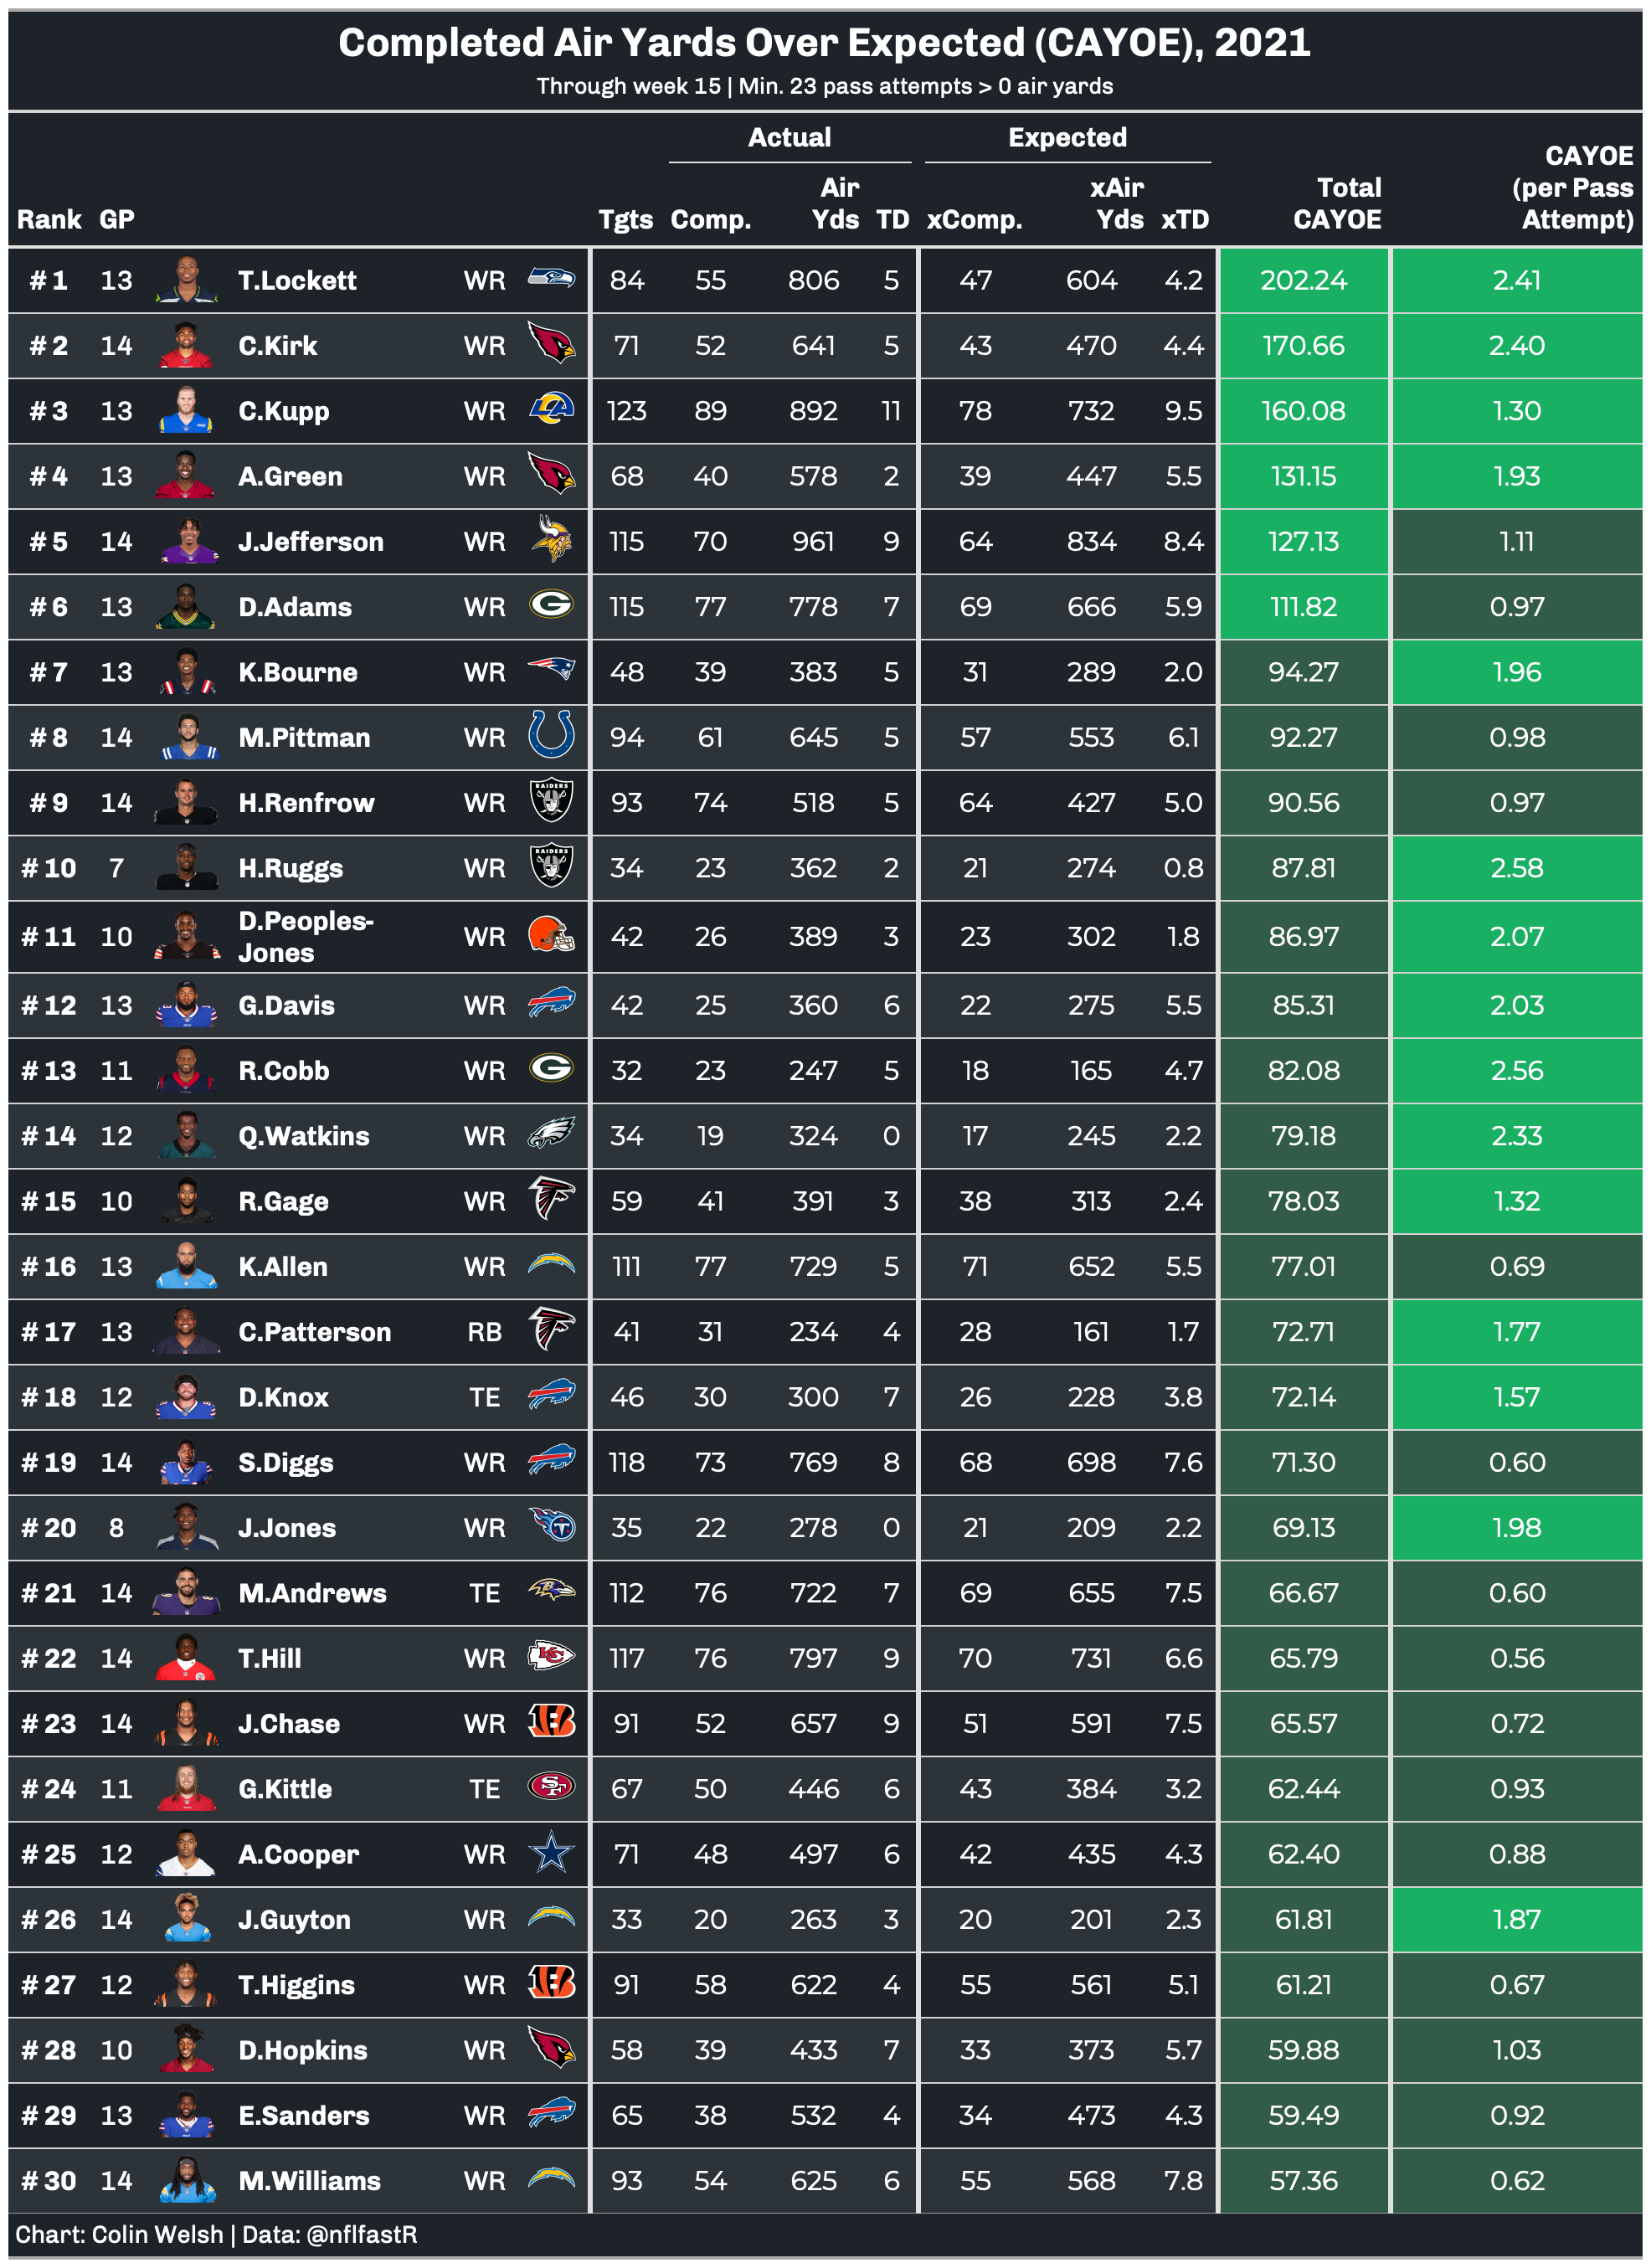 Completed Air Yards Over Expected (CAYOE), 2021
Through week 15 | Min. 23 pass attempts > 0 air yards
Actual Expected
Rank GP Tgts Comp. Air Yds TD xComp. xAir Yds xTD Total CAYOE CAYOE (per Pass Attempt)
# 1 13 T.Lockett WR 84 55 806 5 47 604 4.2 202.24 2.41
# 2 14 C.Kirk WR 71 52 641 5 43 470 4.4 170.66 2.40
# 3 13 C.Kupp WR 123 89 892 11 78 732 9.5 160.08 1.30
# 4 13 A.Green WR 68 40 578 2 39 447 5.5 131.15 1.93
# 5 14 J.Jefferson WR 115 70 961 9 64 834 8.4 127.13 1.11
# 6 13 D.Adams WR 115 77 778 7 69 666 5.9 111.82 0.97
# 7 13 K.Bourne WR 48 39 383 5 31 289 2.0 94.27 1.96
# 8 14 M.Pittman WR 94 61 645 5 57 553 6.1 92.27 0.98
# 9 14 H.Renfrow WR 93 74 518 5 64 427 5.0 90.56 0.97
# 10 7 H.Ruggs WR 34 23 362 2 21 274 0.8 87.81 2.58
# 11 10 D.Peoples-Jones WR 42 26 389 3 23 302 1.8 86.97 2.07
# 12 13 G.Davis WR 42 25 360 6 22 275 5.5 85.31 2.03
# 13 11 R.Cobb WR 32 23 247 5 18 165 4.7 82.08 2.56
# 14 12 Q.Watkins WR 34 19 324 0 17 245 2.2 79.18 2.33
# 15 10 R.Gage WR 59 41 391 3 38 313 2.4 78.03 1.32
# 16 13 K.Allen WR 111 77 729 5 71 652 5.5 77.01 0.69
# 17 13 C.Patterson RB 41 31 234 4 28 161 1.7 72.71 1.77
# 18 12 D.Knox TE 46 30 300 7 26 228 3.8 72.14 1.57
# 19 14 S.Diggs WR 118 73 769 8 68 698 7.6 71.30 0.60
# 20 8 J.Jones WR 35 22 278 0 21 209 2.2 69.13 1.98
# 21 14 M.Andrews TE 112 76 722 7 69 655 7.5 66.67 0.60
# 22 14 T.Hill WR 117 76 797 9 70 731 6.6 65.79 0.56
# 23 14 J.Chase WR 91 52 657 9 51 591 7.5 65.57 0.72
# 24 11 G.Kittle TE 67 50 446 6 43 384 3.2 62.44 0.93
# 25 12 A.Cooper WR 71 48 497 6 42 435 4.3 62.40 0.88
# 26 14 J.Guyton WR 33 20 263 3 20 201 2.3 61.81 1.87
# 27 12 T.Higgins WR 91 58 622 4 55 561 5.1 61.21 0.67
# 28 10 D.Hopkins WR 58 39 433 7 33 373 5.7 59.88 1.03
# 29 13 E.Sanders WR 65 38 532 4 34 473 4.3 59.49 0.92
# 30 14 M.Williams WR 93 54 625 6 55 568 7.8 57.36 0.62
Chart: Colin Welsh | Data: @nflfastR